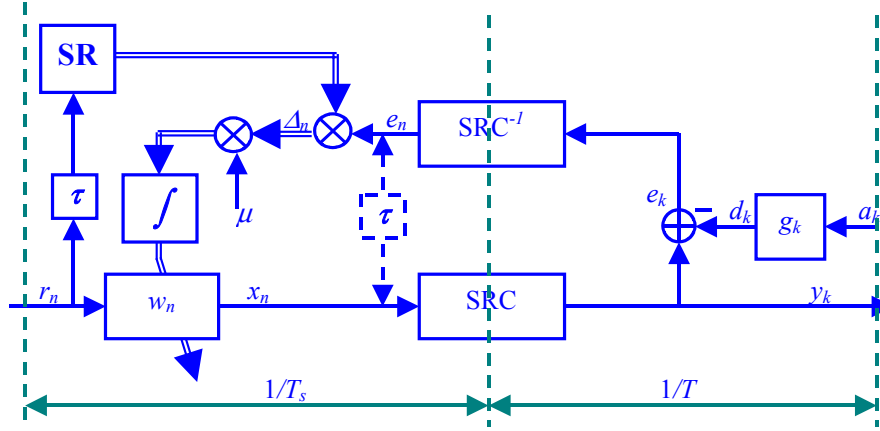 SR
Δn
en
SRC-1
τ
∫
μ
τ
ek
dk
gk
ak
rn
wn
xn
SRC
yk
1/Ts
1/T